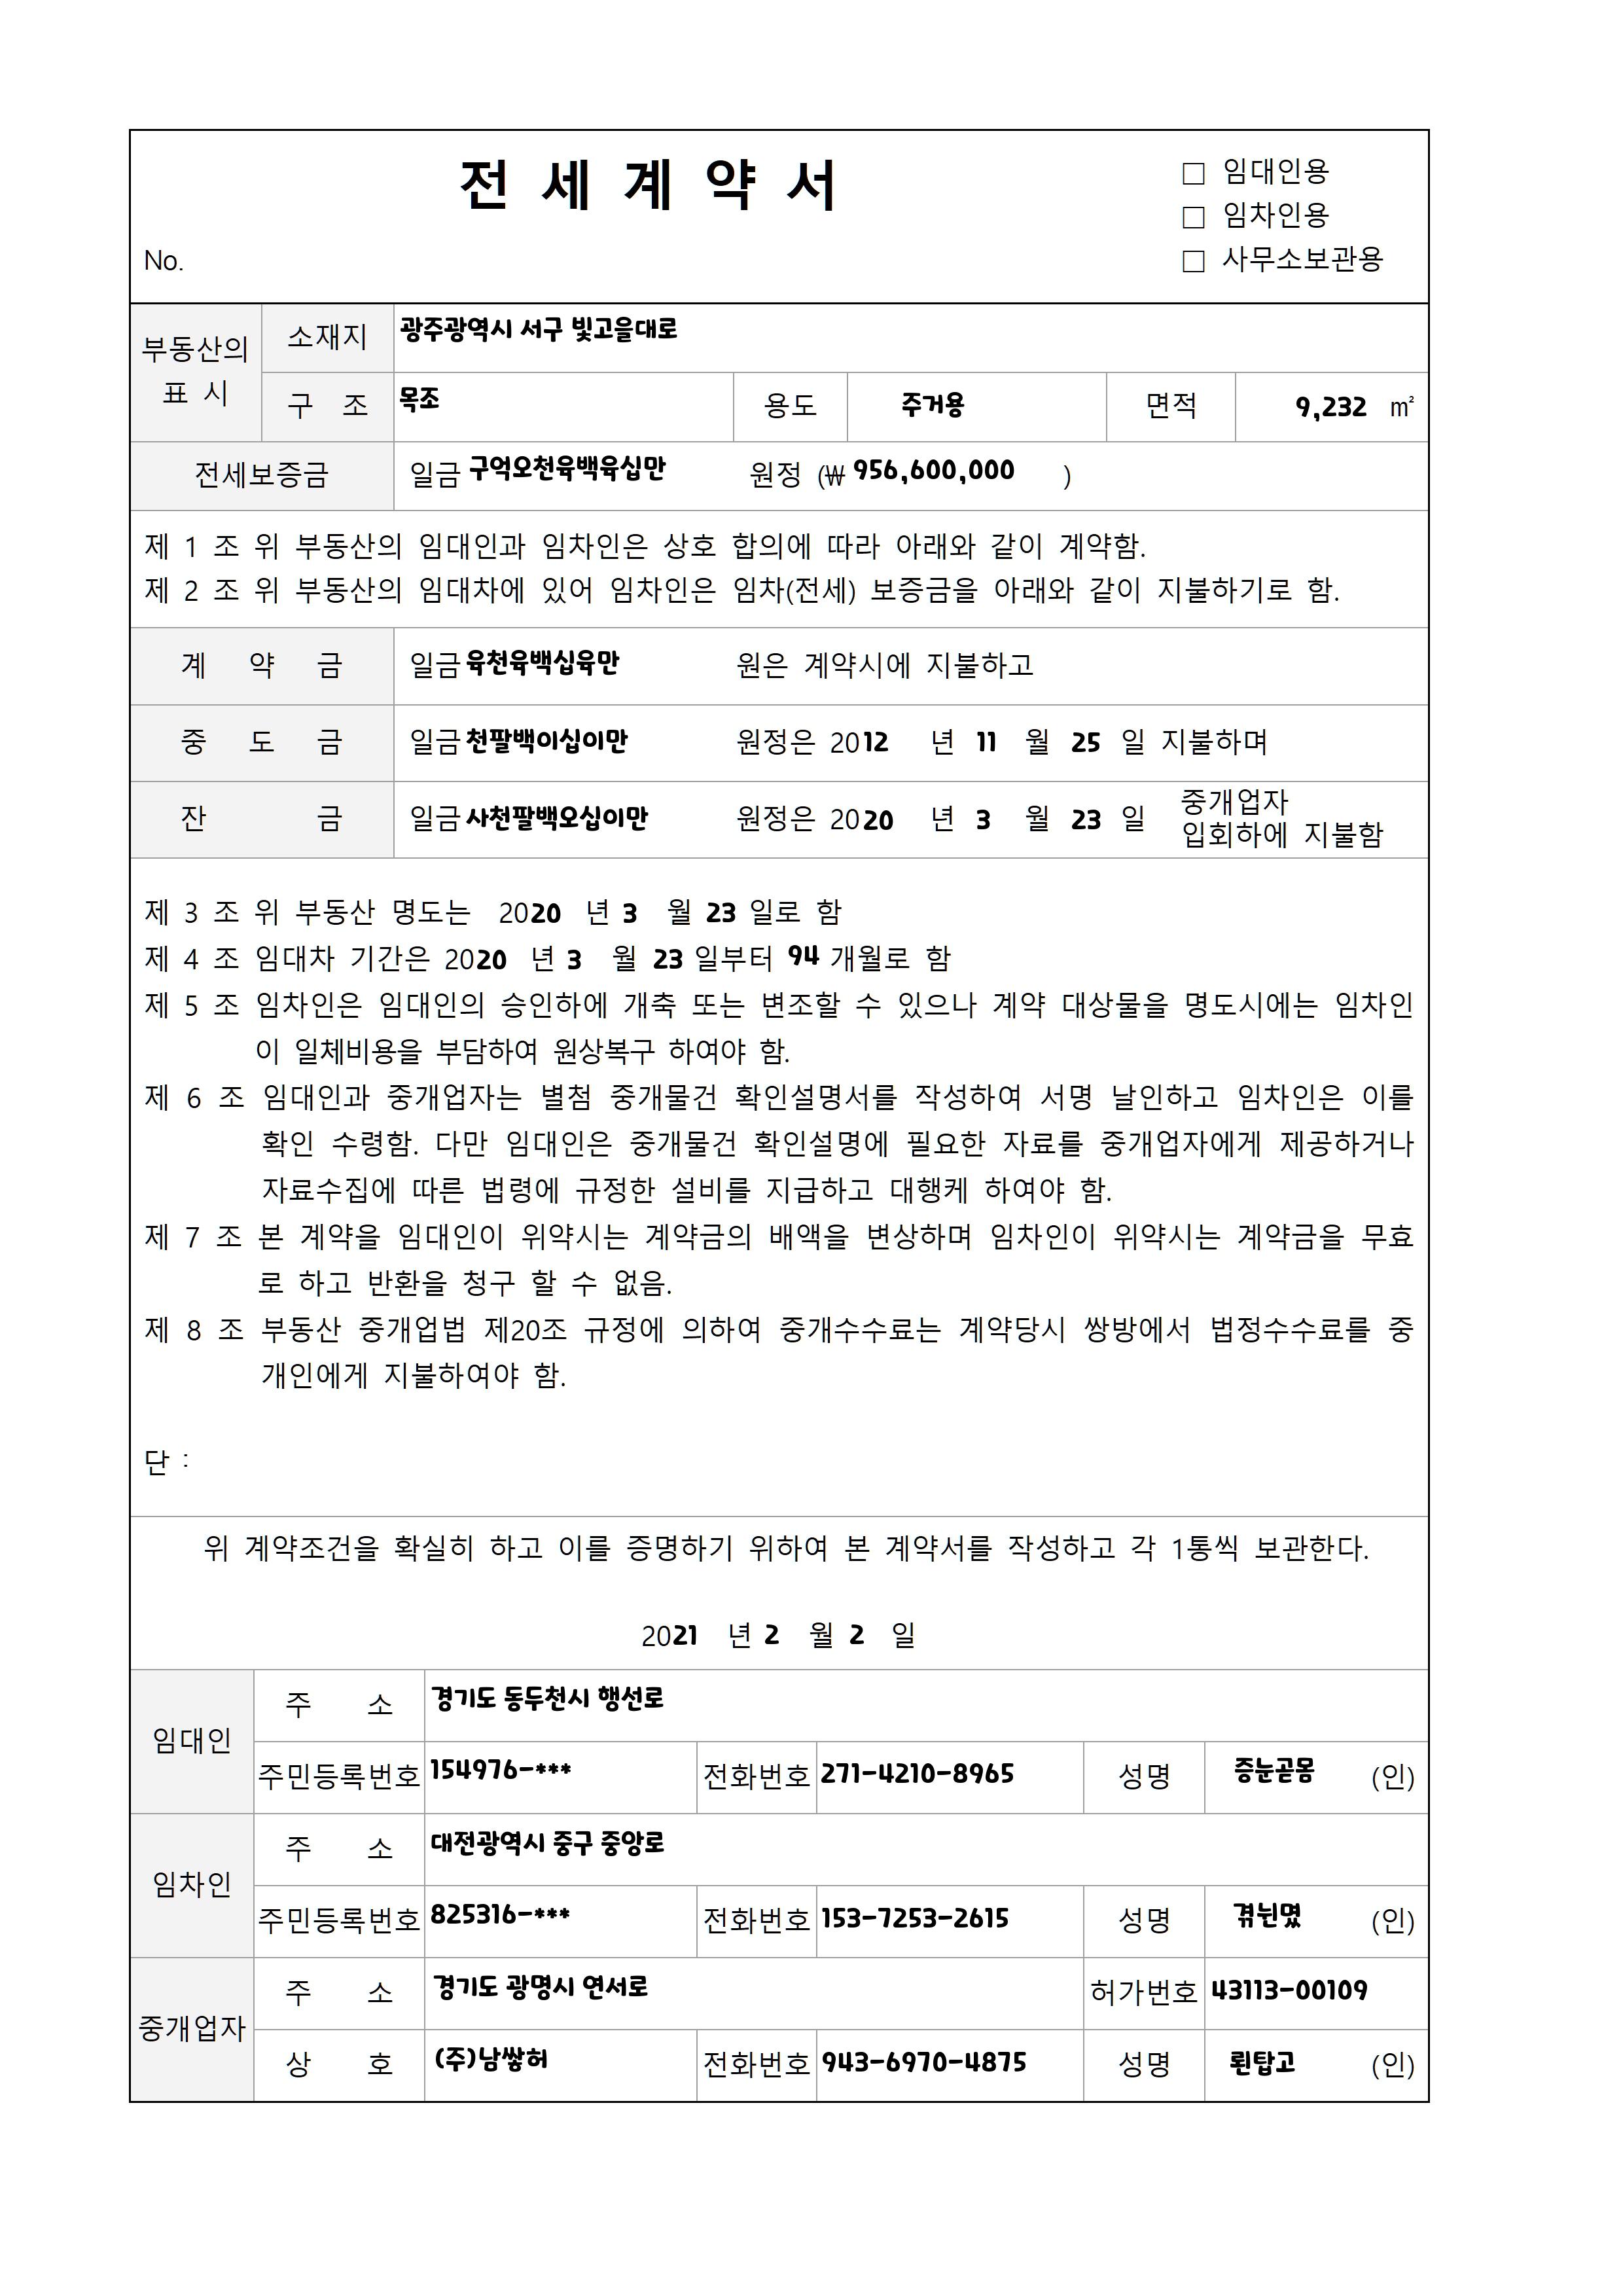 전 세 계 약 서
□ 임대인용
□ 임차인용
No.
□ 사무소보관용
부동산의 표 시
소재지 광주광역시 서구 빛고을대로
구 조 목조 용도 주거용 면적 9,232 ㎡
전세보증금 일금 구억오천육백육십만 원정 (₩ 956,600,000 )
제 1 조 위 부동산의 임대인과 임차인은 상호 합의에 따라 아래와 같이 계약함.
제 2 조 위 부동산의 임대차에 있어 임차인은 임차(전세) 보증금을 아래와 같이 지불하기로 함.
계 약 금 일금 육천육백십육만 원은 계약시에 지불하고
중 도 금 일금 천팔백이십이만 원정은 2012 년 11 월 25 일 지불하며
잔 금 일금 사천팔백오십이만 원정은 2020 년 3 월 23 일 중개업자
입회하에 지불함
제 3 조 위 부동산 명도는 2020 년 3 월 23 일로 함
제 4 조 임대차 기간은 2020 년 3 월 23 일부터 94 개월로 함
제 5 조 임차인은 임대인의 승인하에 개축 또는 변조할 수 있으나 계약 대상물을 명도시에는 임차인
이 일체비용을 부담하여 원상복구 하여야 함.
제 6 조 임대인과 중개업자는 별첨 중개물건 확인설명서를 작성하여 서명 날인하고 임차인은 이를
확인 수령함. 다만 임대인은 중개물건 확인설명에 필요한 자료를 중개업자에게 제공하거나
자료수집에 따른 법령에 규정한 설비를 지급하고 대행케 하여야 함.
제 7 조 본 계약을 임대인이 위약시는 계약금의 배액을 변상하며 임차인이 위약시는 계약금을 무효
로 하고 반환을 청구 할 수 없음.
제 8 조 부동산 중개업법 제20조 규정에 의하여 중개수수료는 계약당시 쌍방에서 법정수수료를 중
개인에게 지불하여야 함.
단 :
위 계약조건을 확실히 하고 이를 증명하기 위하여 본 계약서를 작성하고 각 1통씩 보관한다.
2021 년 2 월 2 일
임대인
주 소 경기도 동두천시 행선로
주민등록번호 154976-*** 전화번호 271-4210-8965 성명 증눈곧몸 (인)
임차인
주 소 대전광역시 중구 중앙로
주민등록번호 825316-*** 전화번호 153-7253-2615 성명 (인)
중개업자
주 소 경기도 광명시 연서로 허가번호 43113-00109
상 호 (주)남쌓허 전화번호 943-6970-4875 성명 뢴탑고 (인)